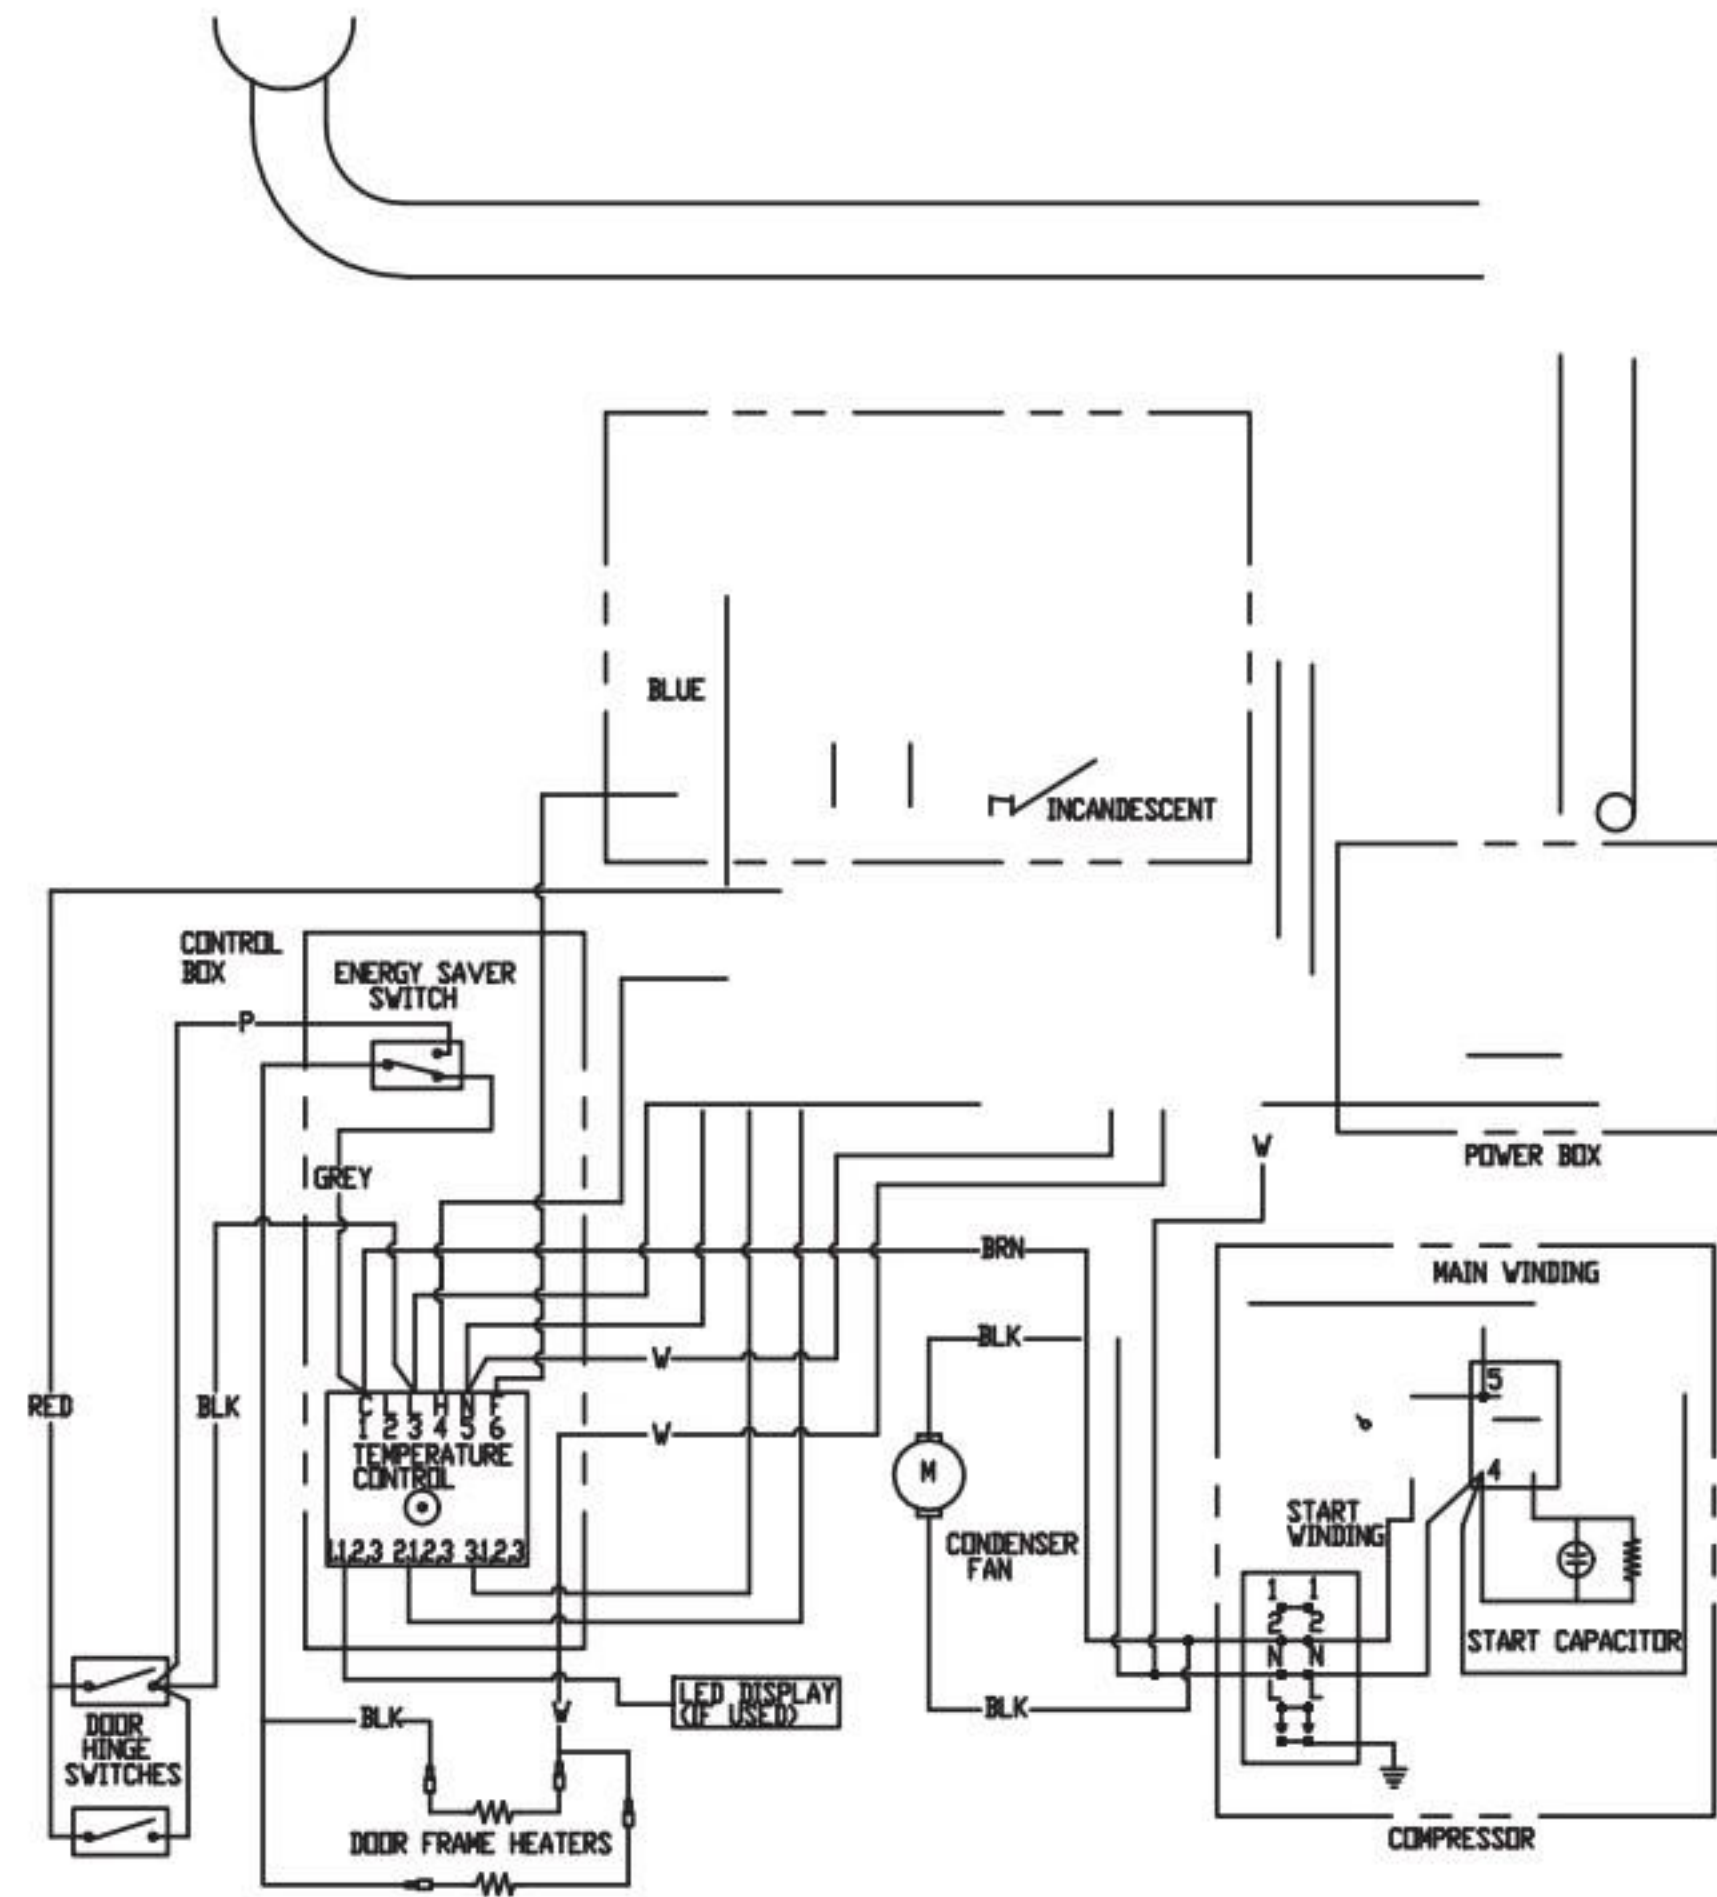 BLUE
INCANDESCENT
CONTROL
BOX
ENERGY SAVER
SWITCH
P
GREY
W
POWER BOX
BRN
MAIN WINDING
BLK
W
RED
BLK
C L L H N F
1 2 3 4 5 6
TEMPERATURE
CONTROL
W
5
M
4
START
WINDING
CONDENSER
FAN
1.1,2,3 2.1,2,3 3.1,2,3
1 1
2 2
N N
L L
START CAPACITOR
LED DISPLAY
(IF USED)
BLK
W
BLK
DOOR
HINGE
SWITCHES
DOOR FRAME HEATERS
COMPRESSOR